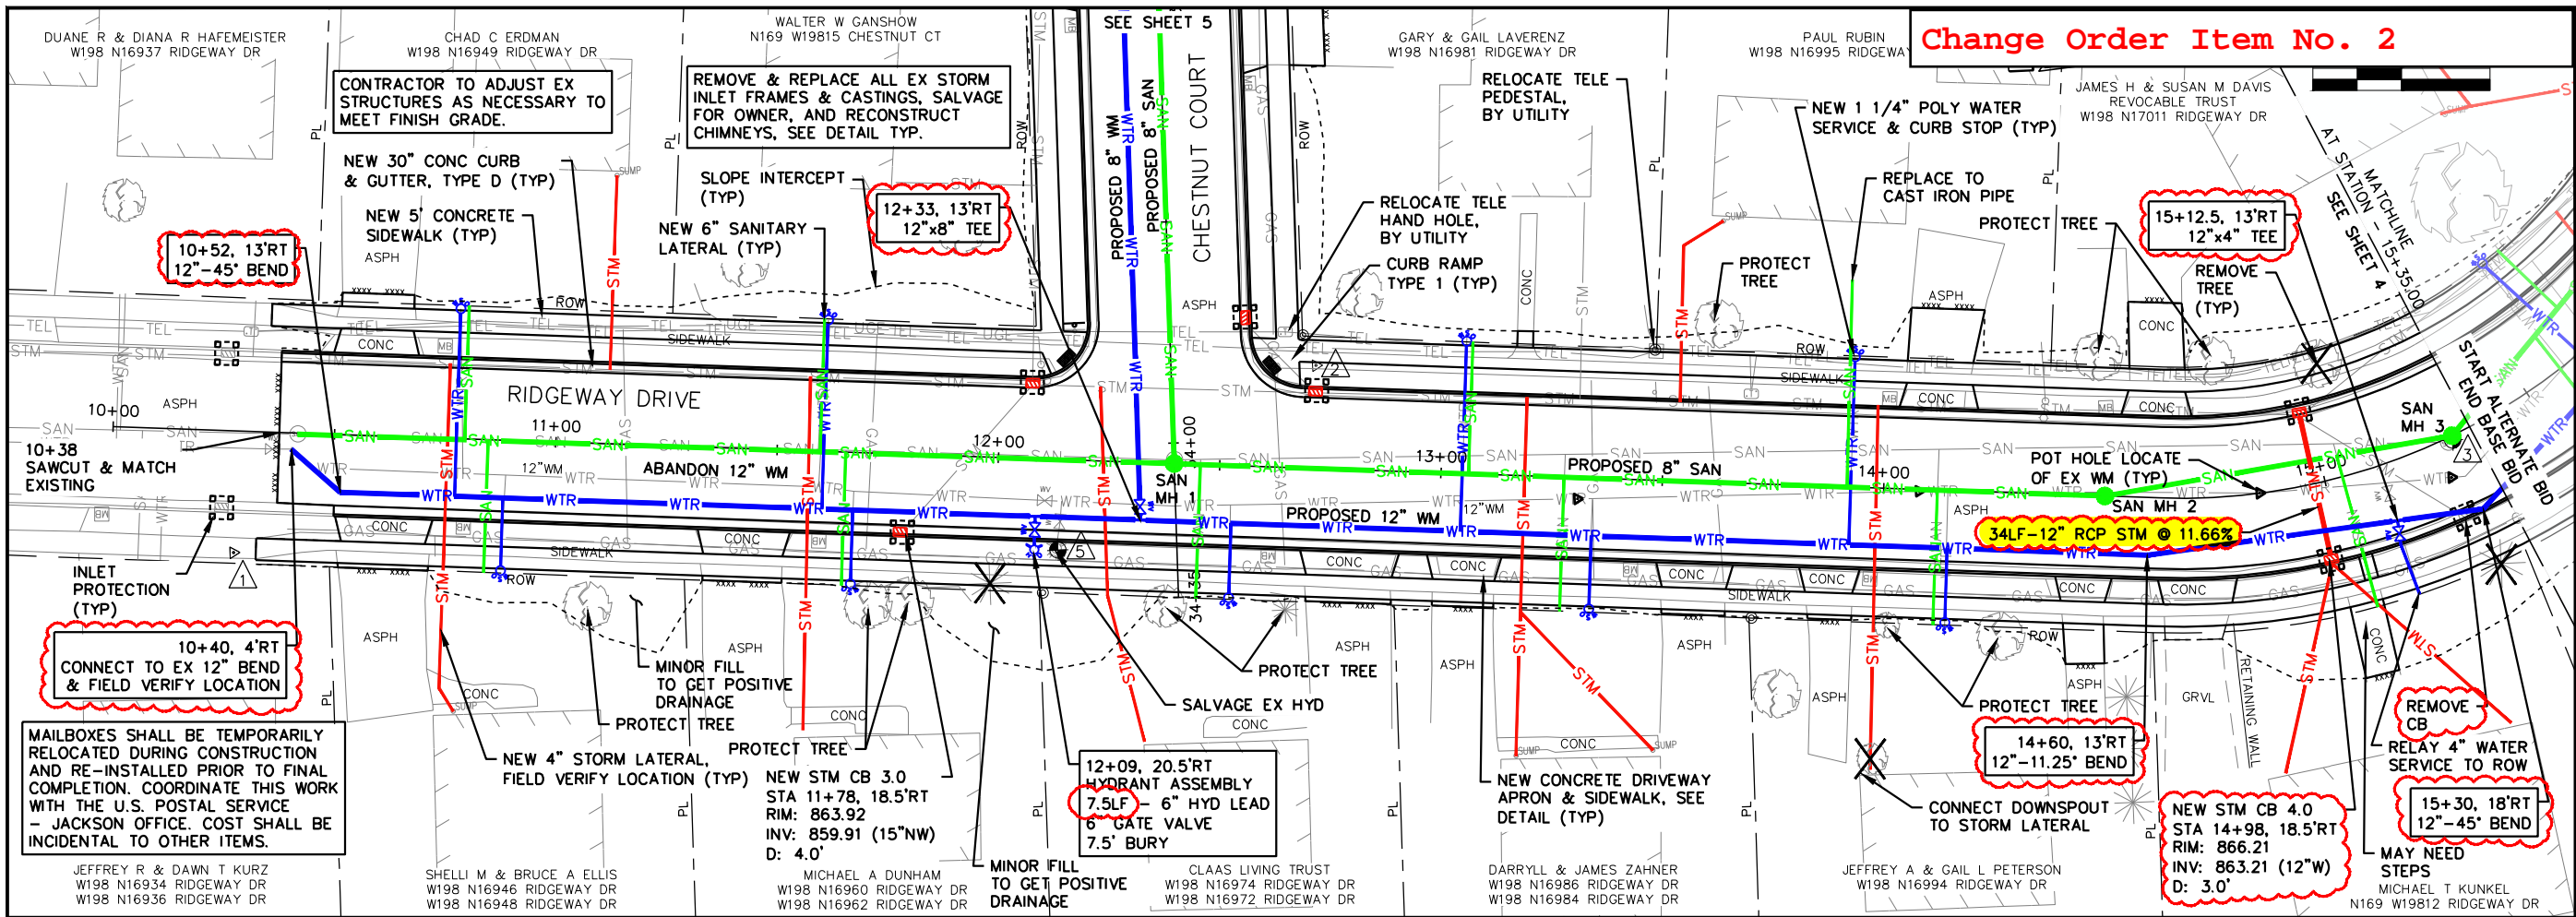 DUANE R & DIANA R HAFEMEISTER
W198 N16937 RIDGEWAY DR
CHAD C ERDMAN
W198 N16949 RIDGEWAY DR
WALTER W GANSHOW
N169 W19815 CHESTNUT CT
SEE SHEET 5
GARY & GAIL LAVERENZ
W198 N16981 RIDGEWAY DR
PAUL RUBIN
W198 N16995 RIDGEWAY
Change Order Item No. 2
JAMES H & SUSAN M DAVIS
REVOCABLE TRUST
W198 N17011 RIDGEWAY DR
CONTRACTOR TO ADJUST EX
STRUCTURES AS NECESSARY TO
MEET FINISH GRADE.
REMOVE & REPLACE ALL EX STORM
INLET FRAMES & CASTINGS, SALVAGE
FOR OWNER, AND RECONSTRUCT
CHIMNEYS, SEE DETAIL TYP.
PROPOSED 8" WM
PROPOSED 8" SAN
CHESTNUT COURT
RELOCATE TELE
PEDESTAL,
BY UTILITY
NEW 1 1/4" POLY WATER
SERVICE & CURB STOP (TYP)
MATCHLINE
AT STATION - 15+35.00
SEE SHEET 4
NEW 30" CONC CURB
& GUTTER, TYPE D (TYP)
NEW 5' CONCRETE
SIDEWALK (TYP)
SLOPE INTERCEPT
(TYP)
NEW 6" SANITARY
LATERAL (TYP)
12+33, 13'RT
12"x8" TEE
RELOCATE TELE
HAND HOLE,
BY UTILITY
CURB RAMP
TYPE 1 (TYP)
PROTECT
TREE
REPLACE TO
CAST IRON PIPE
PROTECT TREE
15+12.5, 13'RT
12"x4" TEE
REMOVE
TREE
(TYP)
10+52, 13'RT
12"-45° BEND
ASPH
ROW
SIDEWALK
CONC
RIDGEWAY DRIVE
10+00
ASPH
11+00
12+00
13+00
14+00
15+00
10+38
SAWCUT & MATCH
EXISTING
12"WM
ABANDON 12" WM
SAN
MH 1
14+00
34+35
PROPOSED 8" SAN
PROPOSED 12" WM
12"WM
POT HOLE LOCATE
OF EX WM (TYP)
SAN MH 2
SAN
MH 3
START ALTERNATE BID
END BASE BID
34LF-12" RCP STM @ 11.66%
INLET
PROTECTION
(TYP)
1
2
3
5
10+40, 4'RT
CONNECT TO EX 12" BEND
& FIELD VERIFY LOCATION
MINOR FILL
TO GET POSITIVE
DRAINAGE
PROTECT TREE
NEW 4" STORM LATERAL,
FIELD VERIFY LOCATION (TYP)
PROTECT TREE
SALVAGE EX HYD
PROTECT TREE
PROTECT TREE
RETAINING WALL
GRVL
REMOVE
CB
RELAY 4" WATER
SERVICE TO ROW
MAILBOXES SHALL BE TEMPORARILY
RELOCATED DURING CONSTRUCTION
AND RE-INSTALLED PRIOR TO FINAL
COMPLETION. COORDINATE THIS WORK
WITH THE U.S. POSTAL SERVICE
- JACKSON OFFICE. COST SHALL BE
INCIDENTAL TO OTHER ITEMS.
NEW STM CB 3.0
STA 11+78, 18.5'RT
RIM: 863.92
INV: 859.91 (15"NW)
D: 4.0'
12+09, 20.5'RT
HYDRANT ASSEMBLY
7.5LF - 6" HYD LEAD
6" GATE VALVE
7.5' BURY
NEW CONCRETE DRIVEWAY
APRON & SIDEWALK, SEE
DETAIL (TYP)
14+60, 13'RT
12"-11.25° BEND
CONNECT DOWNSPOUT
TO STORM LATERAL
NEW STM CB 4.0
STA 14+98, 18.5'RT
RIM: 866.21
INV: 863.21 (12"W)
D: 3.0'
15+30, 18'RT
12"-45° BEND
MAY NEED
STEPS
MINOR FILL
TO GET POSITIVE
DRAINAGE
JEFFREY R & DAWN T KURZ
W198 N16934 RIDGEWAY DR
W198 N16936 RIDGEWAY DR
SHELLI M & BRUCE A ELLIS
W198 N16946 RIDGEWAY DR
W198 N16948 RIDGEWAY DR
MICHAEL A DUNHAM
W198 N16960 RIDGEWAY DR
W198 N16962 RIDGEWAY DR
CLAAS LIVING TRUST
W198 N16974 RIDGEWAY DR
W198 N16972 RIDGEWAY DR
DARRYLL & JAMES ZAHNER
W198 N16986 RIDGEWAY DR
W198 N16984 RIDGEWAY DR
JEFFREY A & GAIL L PETERSON
W198 N16994 RIDGEWAY DR
MICHAEL T KUNKEL
N169 W19812 RIDGEWAY DR